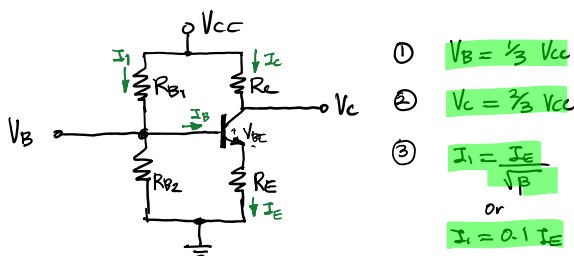 VCC
I1
Ic
RB1
Rc
Vc
IB
VB
VBE
RB2
RE
IE
① VB = 1/3 Vcc
② Vc = 2/3 Vcc
③ I1 = IE/√β
or
I1 = 0.1 IE